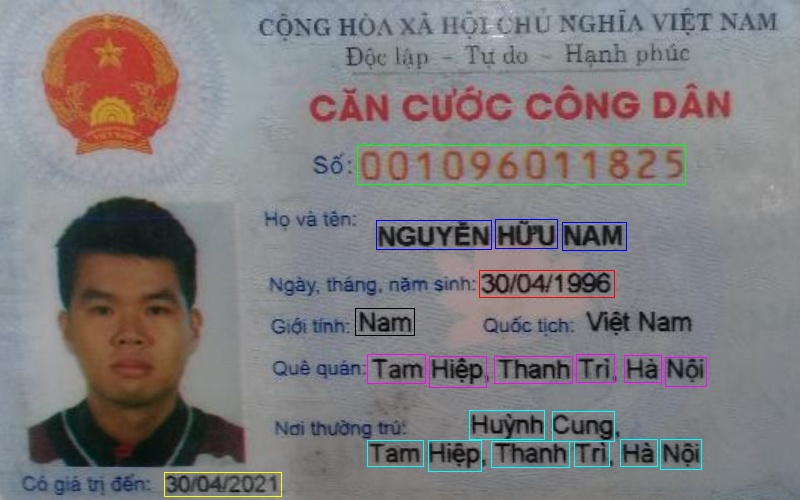 CỘNG HÒA XÃ HỘI CHỦ NGHĨA VIỆT NAM
Độc lập - Tự do - Hạnh phúc
CĂN CƯỚC CÔNG DÂN
Số: 001096011825
Họ và tên: NGUYỄN HỮU NAM
Ngày, tháng, năm sinh: 30/04/1996
Giới tính: Nam Quốc tịch: Việt Nam
Quê quán: Tam Hiệp, Thanh Trì, Hà Nội
Nơi thường trú: Huỳnh Cung,
Tam Hiệp, Thanh Trì, Hà Nội
Có giá trị đến: 30/04/2021